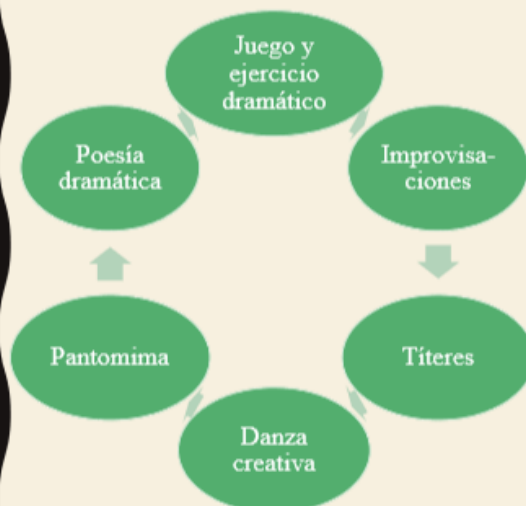 Juego y
ejercicio
dramático
Improvisa-
ciones
Títeres
Danza
creativa
Pantomima
Poesía
dramática